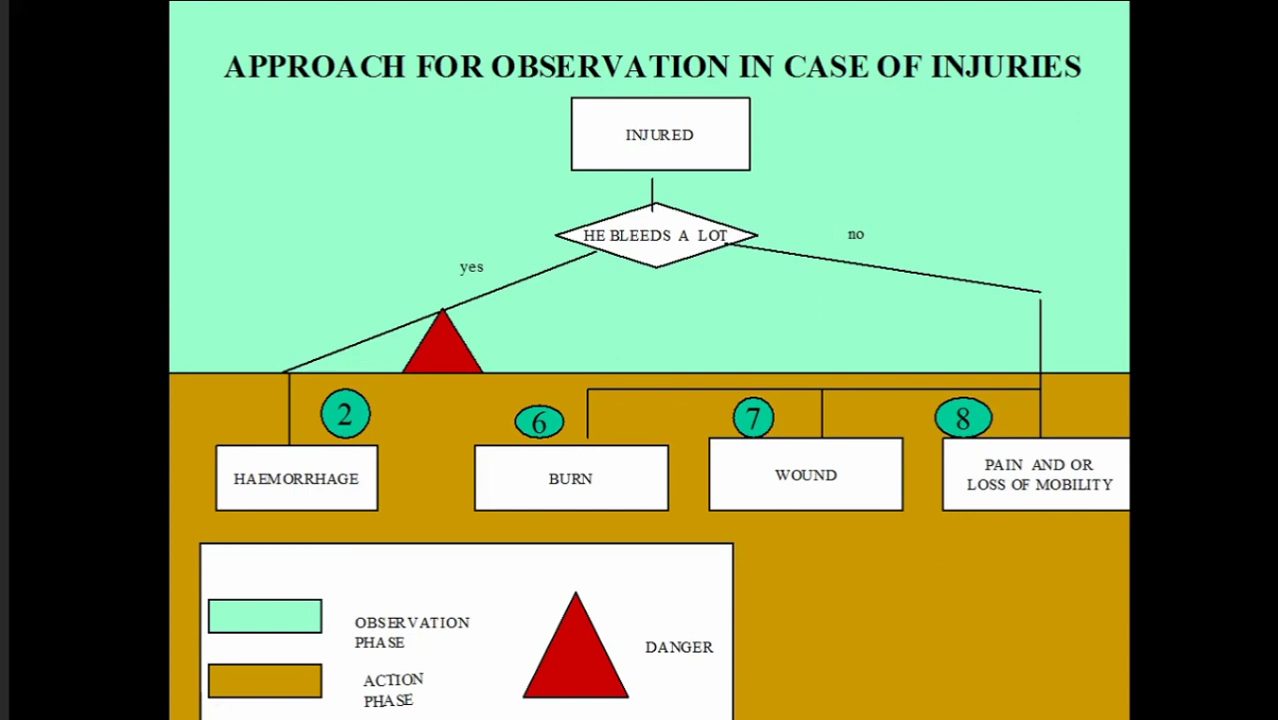 APPROACH FOR OBSERVATION IN CASE OF INJURIES
INJURED
HE BLEEDS A LOT
no
yes
2
6
7
8
HAEMORRHAGE
BURN
WOUND
PAIN AND OR
LOSS OF MOBILITY
OBSERVATION
PHASE
DANGER
ACTION
PHASE